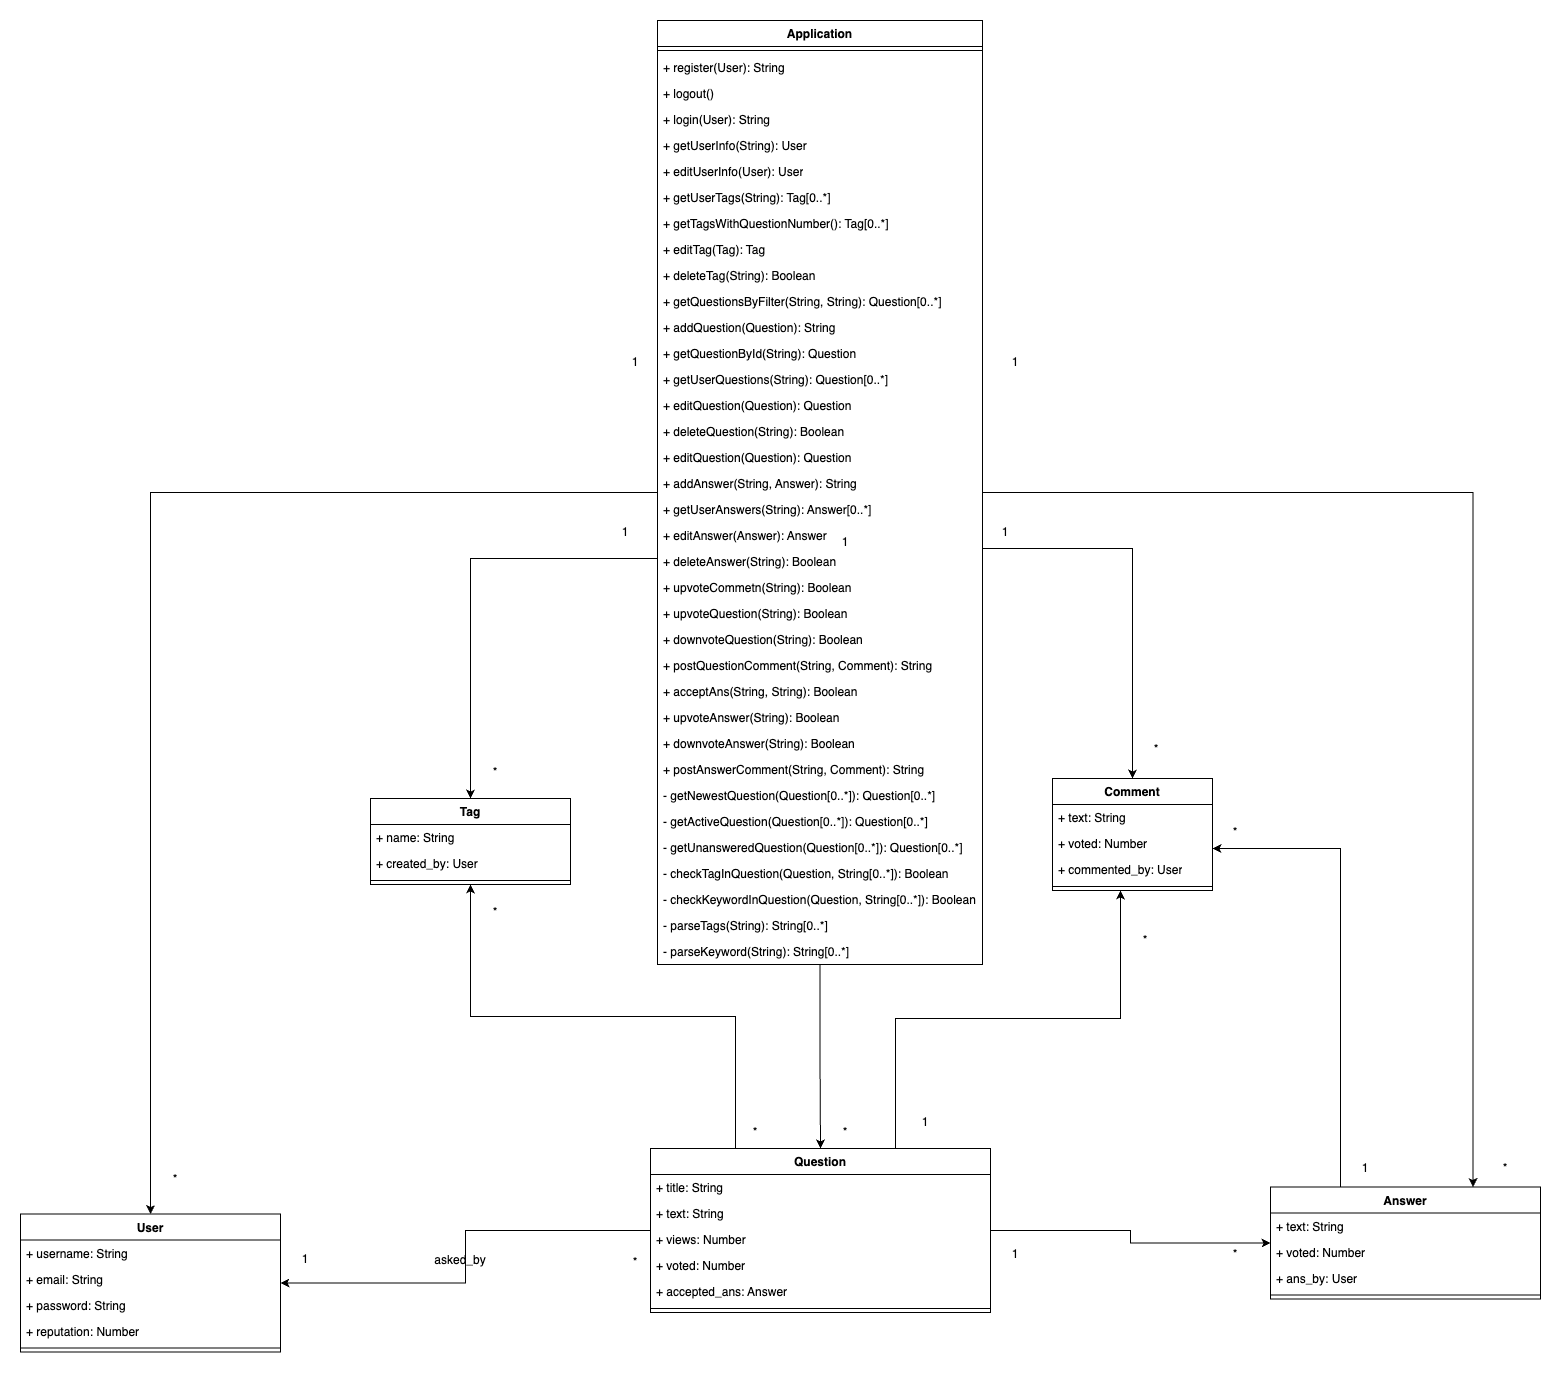 Application
+ register(User): String
+ logout()
+ login(User): String
+ getUserInfo(String): User
+ editUserInfo(User): User
+ getUserTags(String): Tag[0..*]
+ getTagsWithQuestionNumber(): Tag[0..*]
+ editTag(Tag): Tag
+ deleteTag(String): Boolean
+ getQuestionsByFilter(String, String): Question[0..*]
+ addQuestion(Question): String
+ getQuestionById(String): Question
1
1
+ getUserQuestions(String): Question[0..*]
+ editQuestion(Question): Question
+ deleteQuestion(String): Boolean
+ editQuestion(Question): Question
+ addAnswer(String, Answer): String
+ getUserAnswers(String): Answer[0..*]
1
+ editAnswer(Answer): Answer
1
1
+ deleteAnswer(String): Boolean
+ upvoteCommetn(String): Boolean
+ upvoteQuestion(String): Boolean
+ downvoteQuestion(String): Boolean
+ postQuestionComment(String, Comment): String
+ acceptAns(String, String): Boolean
+ upvoteAnswer(String): Boolean
+ downvoteAnswer(String): Boolean
+ postAnswerComment(String, Comment): String
- getNewestQuestion(Question[0..*]): Question[0..*]
- getActiveQuestion(Question[0..*]): Question[0..*]
- getUnansweredQuestion(Question[0..*]): Question[0..*]
- checkTagInQuestion(Question, String[0..*]): Boolean
- checkKeywordInQuestion(Question, String[0..*]): Boolean
- parseTags(String): String[0..*]
- parseKeyword(String): String[0..*]
*
Tag
+ name: String
+ created_by: User
*
*
Comment
+ text: String
+ voted: Number
+ commented_by: User
*
*
*
*
1
Question
+ title: String
+ text: String
+ views: Number
+ voted: Number
+ accepted_ans: Answer
*
User
+ username: String
+ email: String
+ password: String
+ reputation: Number
1
asked_by
*
1
*
1
*
Answer
+ text: String
+ voted: Number
+ ans_by: User